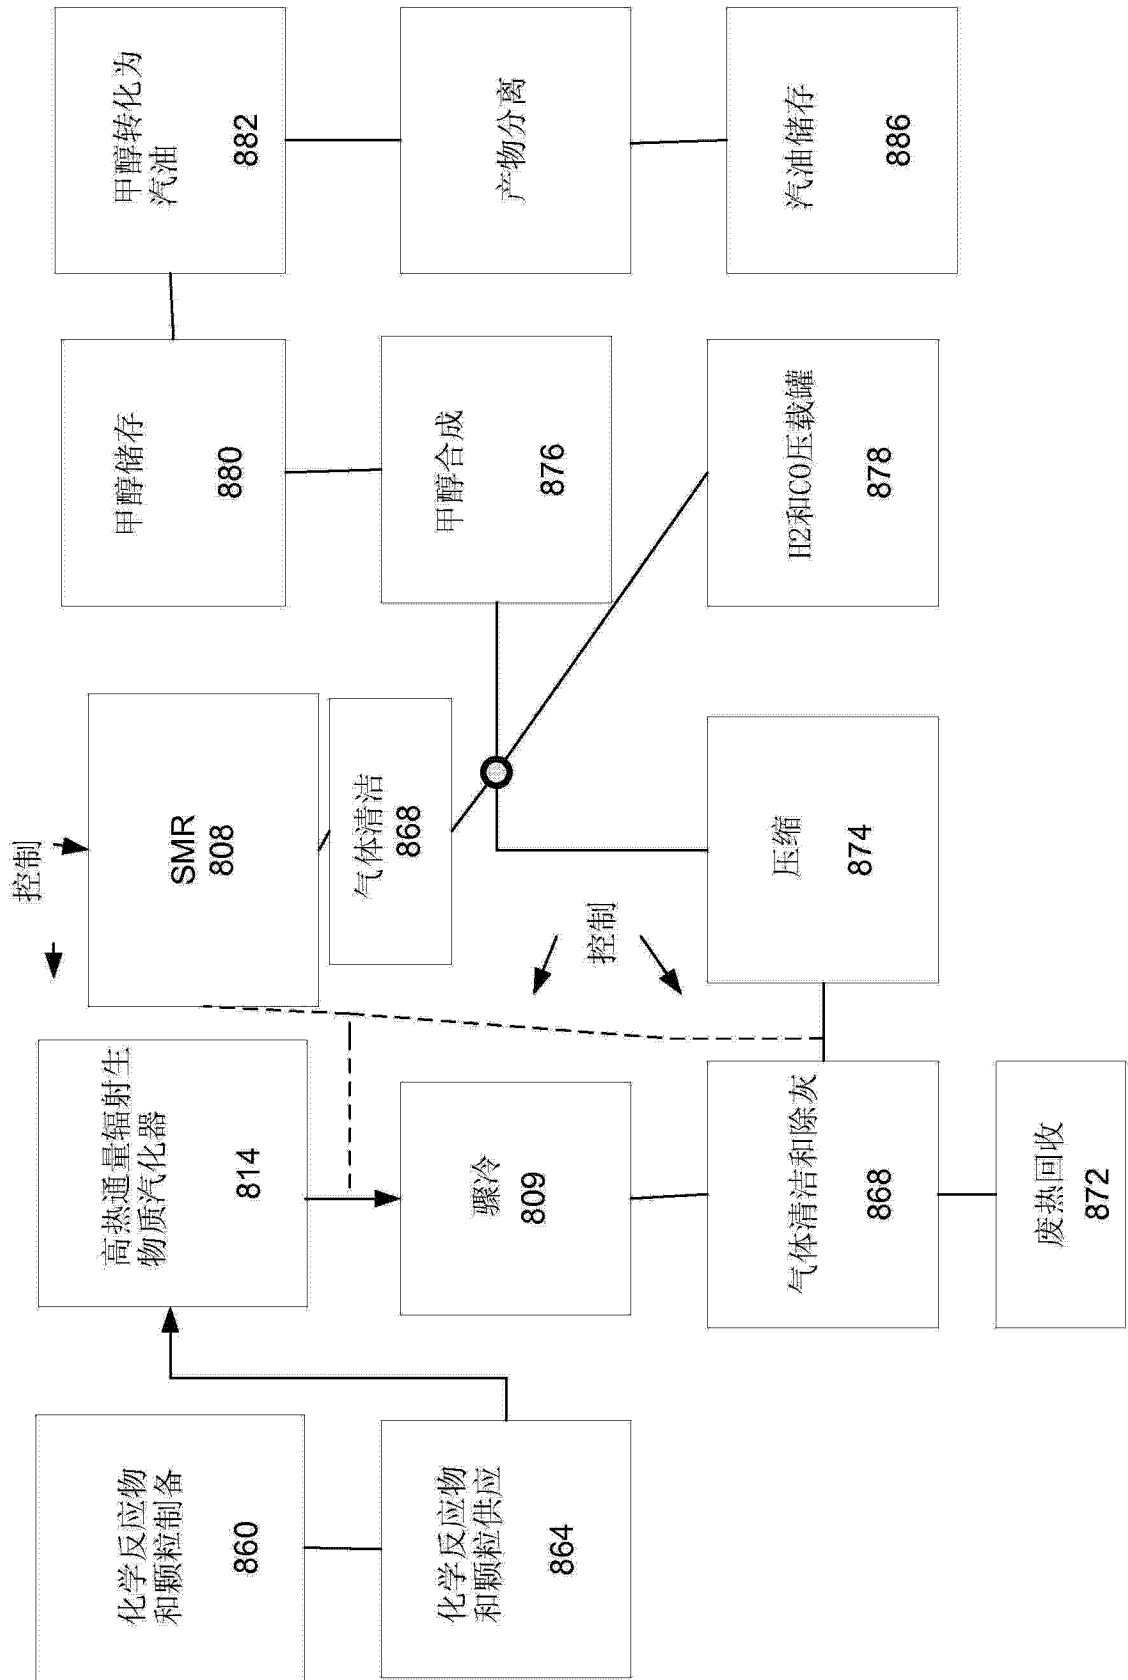 化学反应物
和颗粒制备
860
化学反应物
和颗粒供应
864
高热通量辐射生
物质汽化器
814
骤冷
809
气体清洁和除灰
868
废热回收
872
控制
SMR
808
气体清洁
868
控制
压缩
874
甲醇储存
880
甲醇合成
876
H2和CO压载罐
878
甲醇转化为
汽油
882
产物分离
汽油储存
886